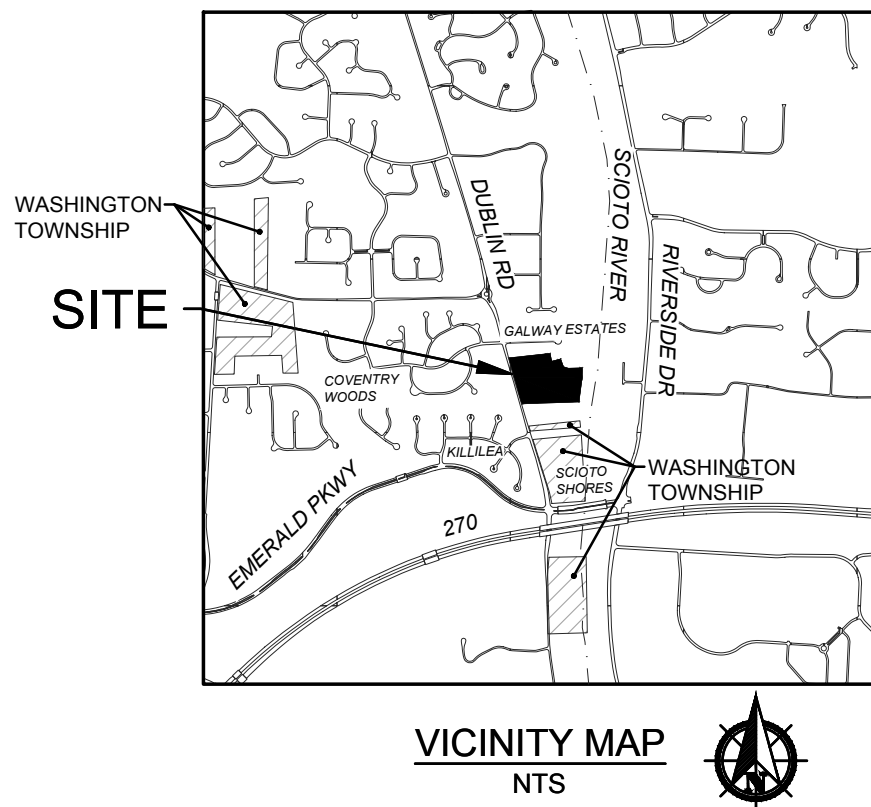 WASHINGTON
TOWNSHIP
SITE
DUBLIN RD
SCIOTO RIVER
RIVERSIDE DR
GALWAY ESTATES
COVENTRY
WOODS
KILLILEA
SCIOTO
SHORES
WASHINGTON
TOWNSHIP
EMERALD PKWY
270
VICINITY MAP
NTS
N